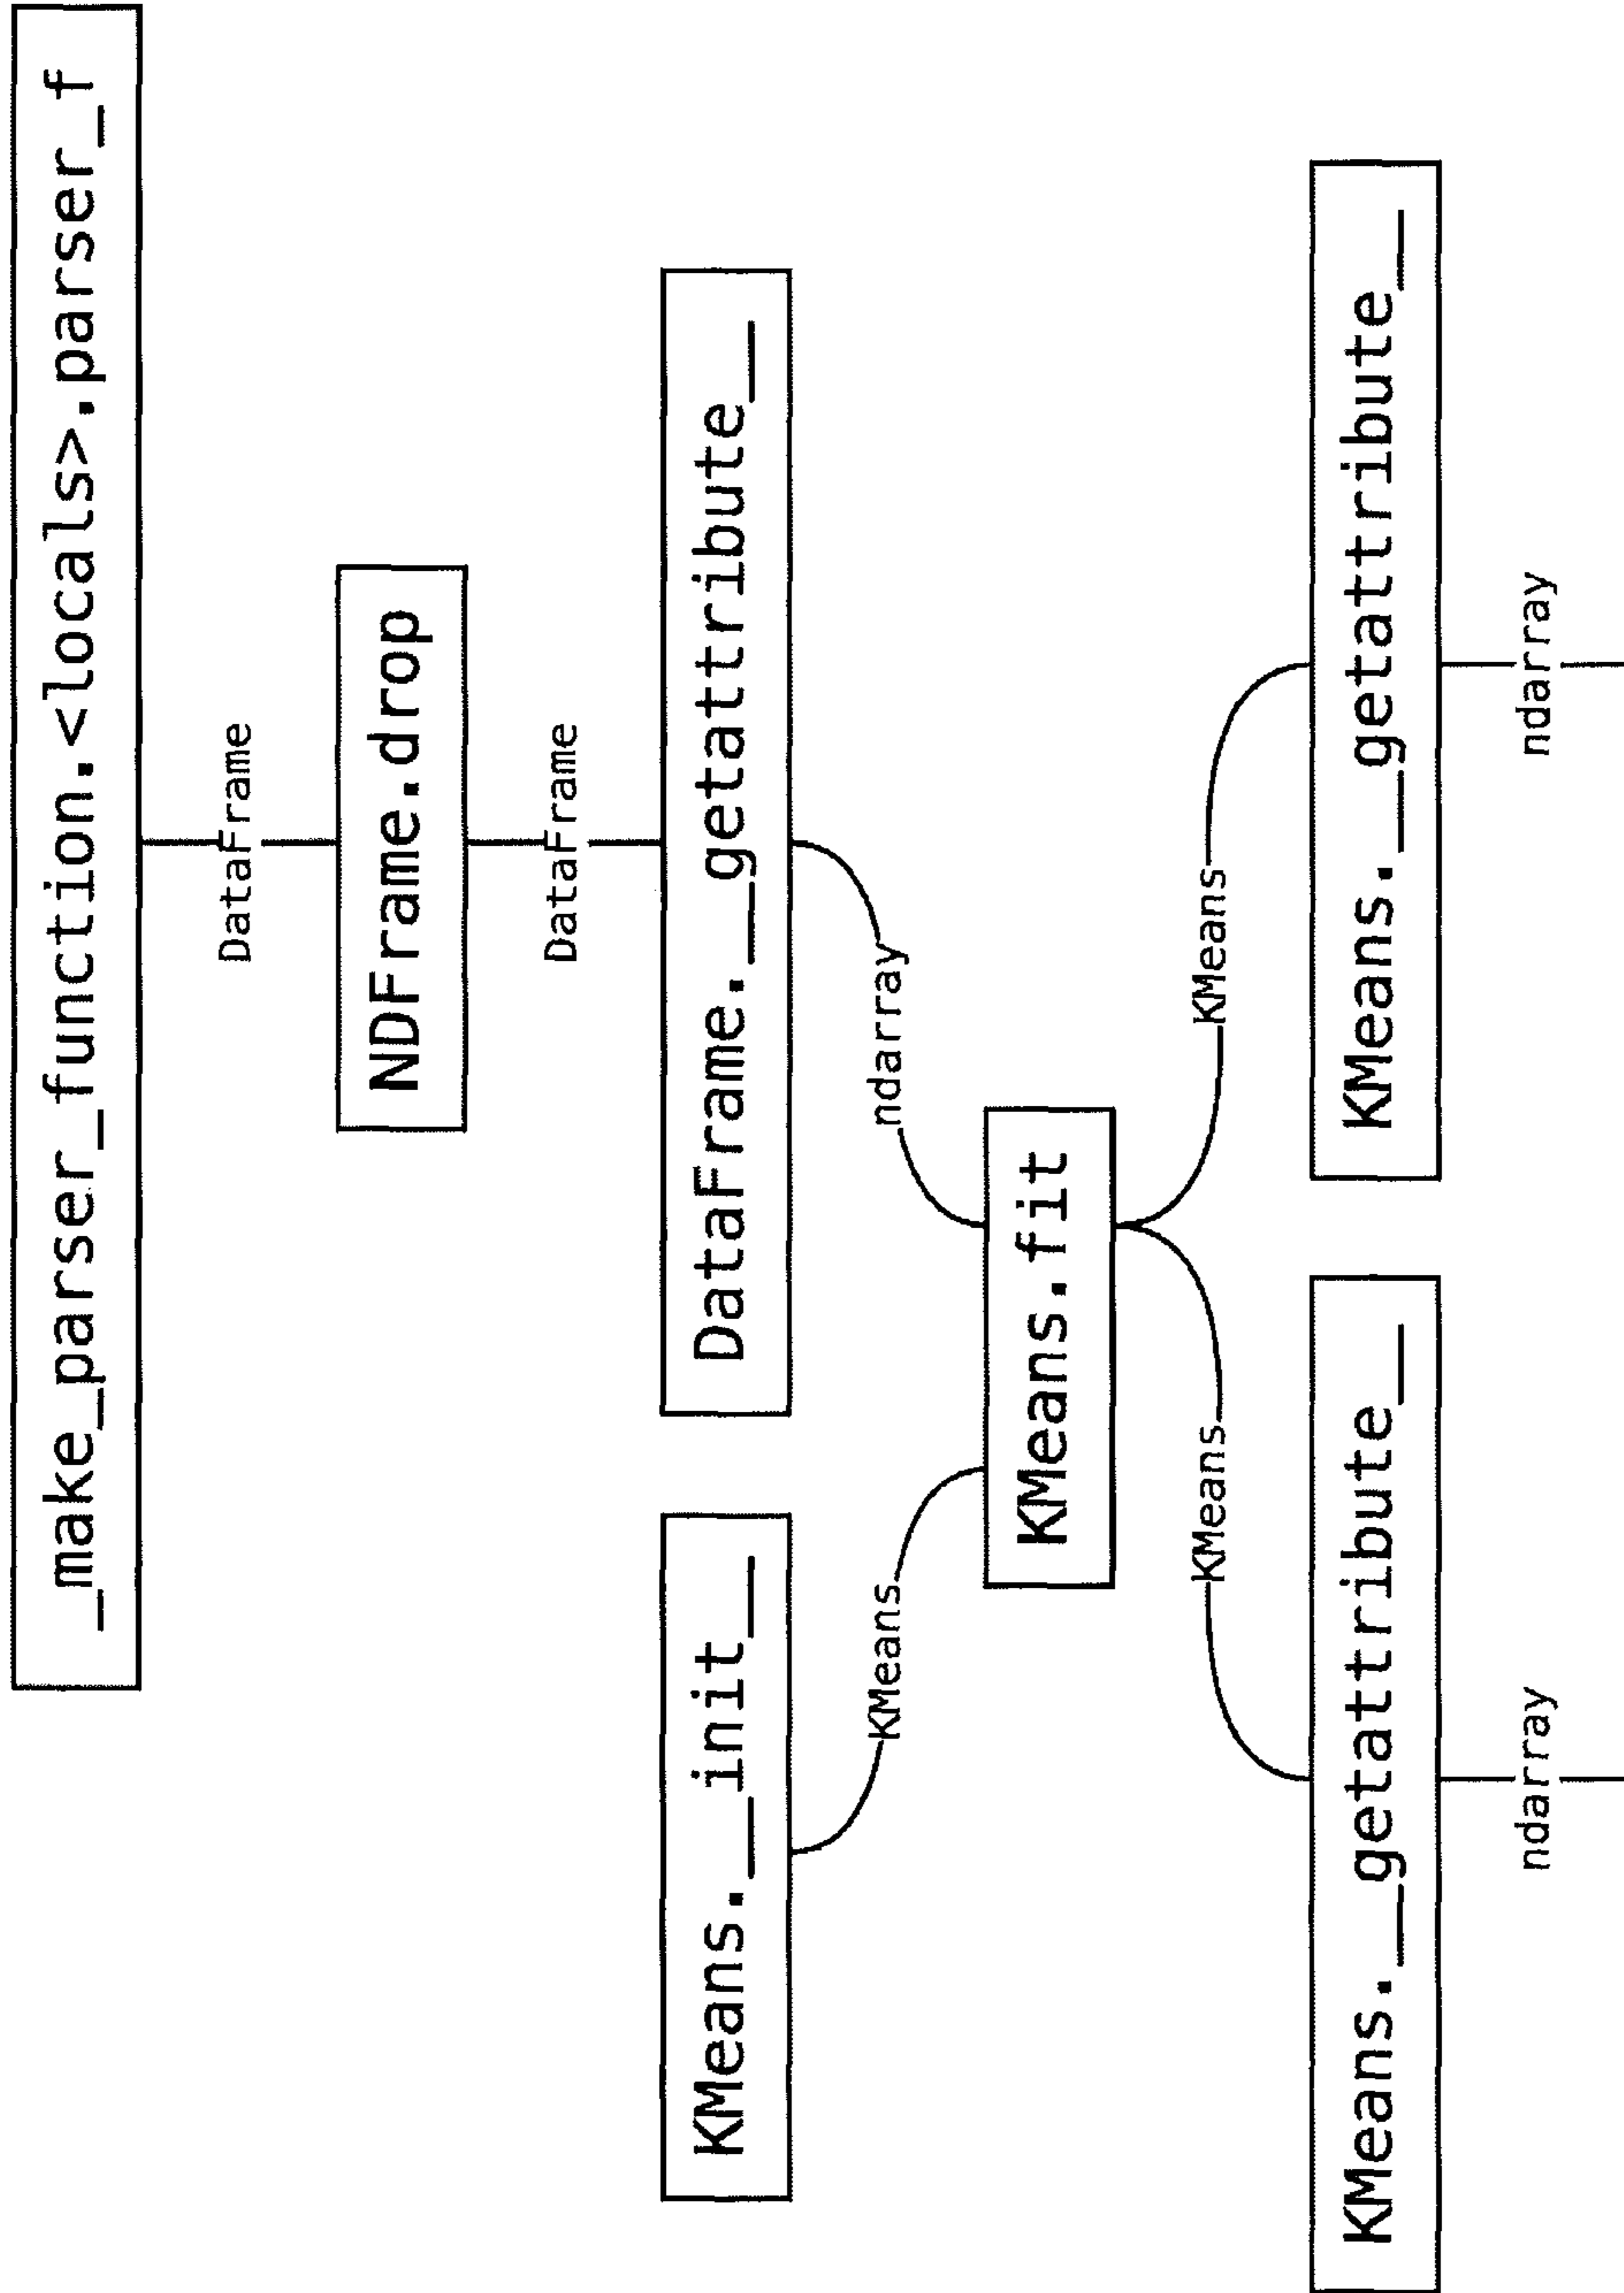 _make_parser_function.<locals>.parser_f
DataFrame
NDFrame.drop
DataFrame
KMeans.__init__
DataFrame.__getattribute__
KMeans
ndarray
KMeans.fit
KMeans
KMeans
KMeans.__getattribute__
KMeans.__getattribute__
ndarray
ndarray